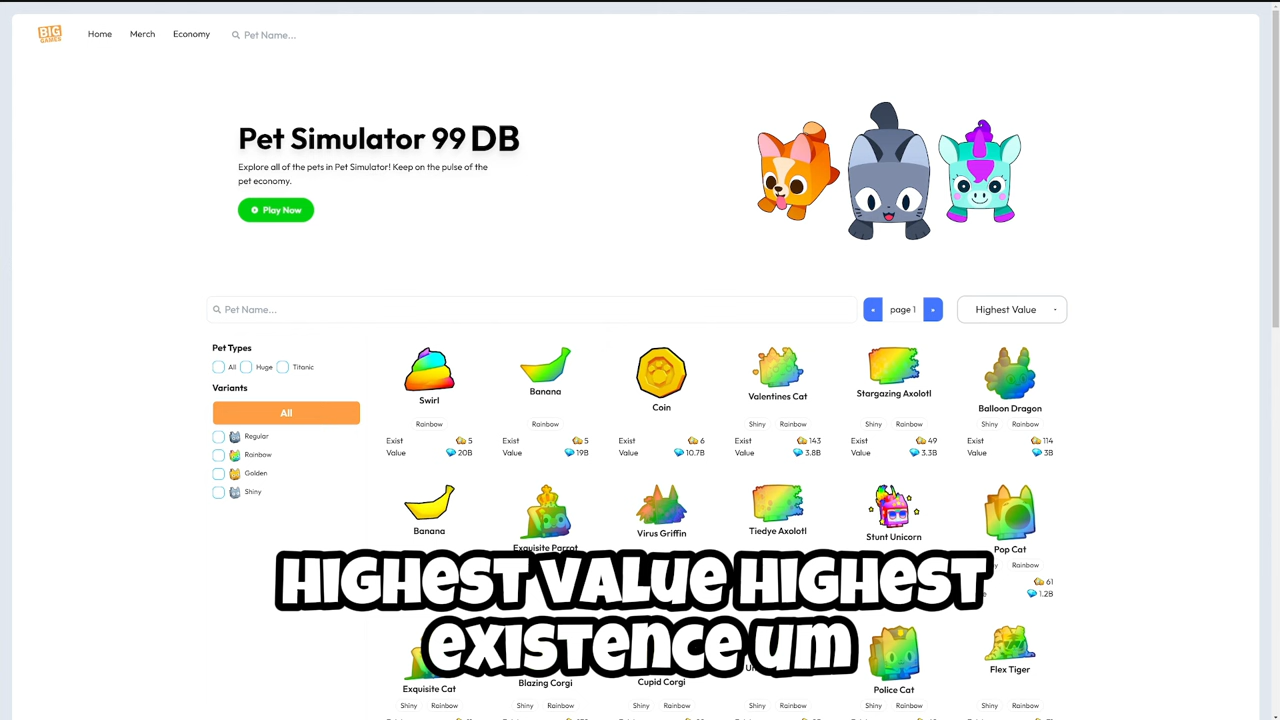 BIG
GAMES
Home Merch Economy Pet Name...
Pet Simulator 99 DB
Explore all of the pets in Pet Simulator! Keep on the pulse of the
pet economy.
Play Now
Pet Name...
page 1
Highest Value
Pet Types
All Huge Titanic
Variants
All
Regular
Rainbow
Golden
Shiny
Swirl
Rainbow
Exist 5
Value 20B
Banana
Rainbow
Exist 5
Value 19B
Coin
Exist 6
Value 10.7B
Valentines Cat
Shiny Rainbow
Exist 143
Value 3.8B
Stargazing Axolotl
Shiny Rainbow
Exist 49
Value 3.3B
Balloon Dragon
Shiny Rainbow
Exist 114
Value 3B
Banana
Exquisite Parrot
Virus Griffin
Tiedye Axolotl
Stunt Unicorn
Pop Cat
Rainbow
61
1.2B
HIGHEST VALUE HIGHEST
EXISTENCE UM
Exquisite Cat
Shiny Rainbow
Blazing Corgi
Shiny Rainbow
Cupid Corgi
Shiny Rainbow
Shiny Rainbow
Police Cat
Shiny Rainbow
Flex Tiger
Shiny Rainbow